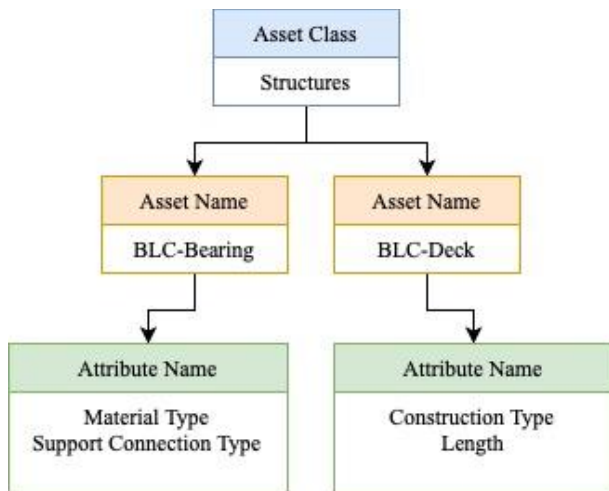 Asset Class
Structures
Asset Name
BLC-Bearing
Asset Name
BLC-Deck
Attribute Name
Material Type
Support Connection Type
Attribute Name
Construction Type
Length